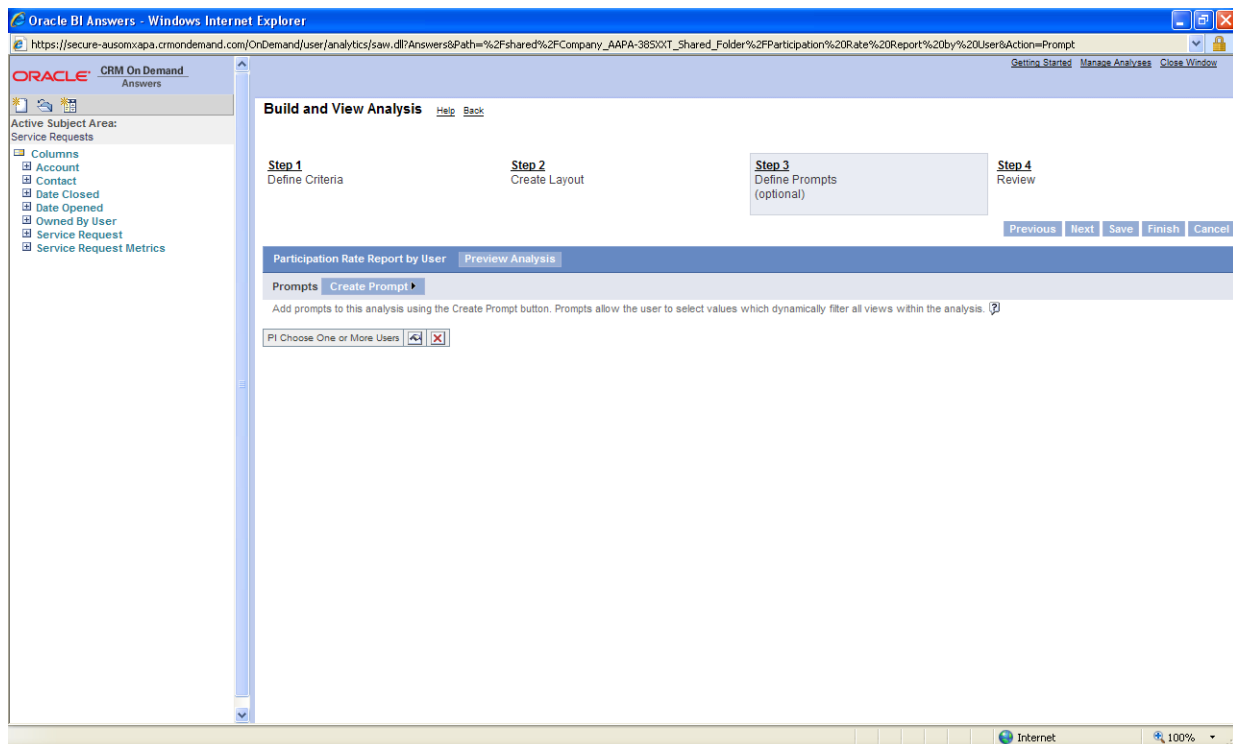 Oracle BI Answers - Windows Internet Explorer
https://secure-ausomxapa.crmondemand.com/OnDemand/user/analytics/saw.dll?Answers&Path=%2Fshared%2FCompany_AAPA-38SXXT_Shared_Folder%2FParticipation%20Rate%20Report%20by%20User&Action=Prompt
ORACLE CRM On Demand
Answers
Getting Started Manage Analyses Close Window
Active Subject Area:
Service Requests
Columns
Account
Contact
Date Closed
Date Opened
Owned By User
Service Request
Service Request Metrics
Build and View Analysis Help Back
Step 1
Define Criteria
Step 2
Create Layout
Step 3
Define Prompts
(optional)
Step 4
Review
Previous Next Save Finish Cancel
Participation Rate Report by User Preview Analysis
Prompts Create Prompt
Add prompts to this analysis using the Create Prompt button. Prompts allow the user to select values which dynamically filter all views within the analysis.
PI Choose One or More Users
Internet 100%